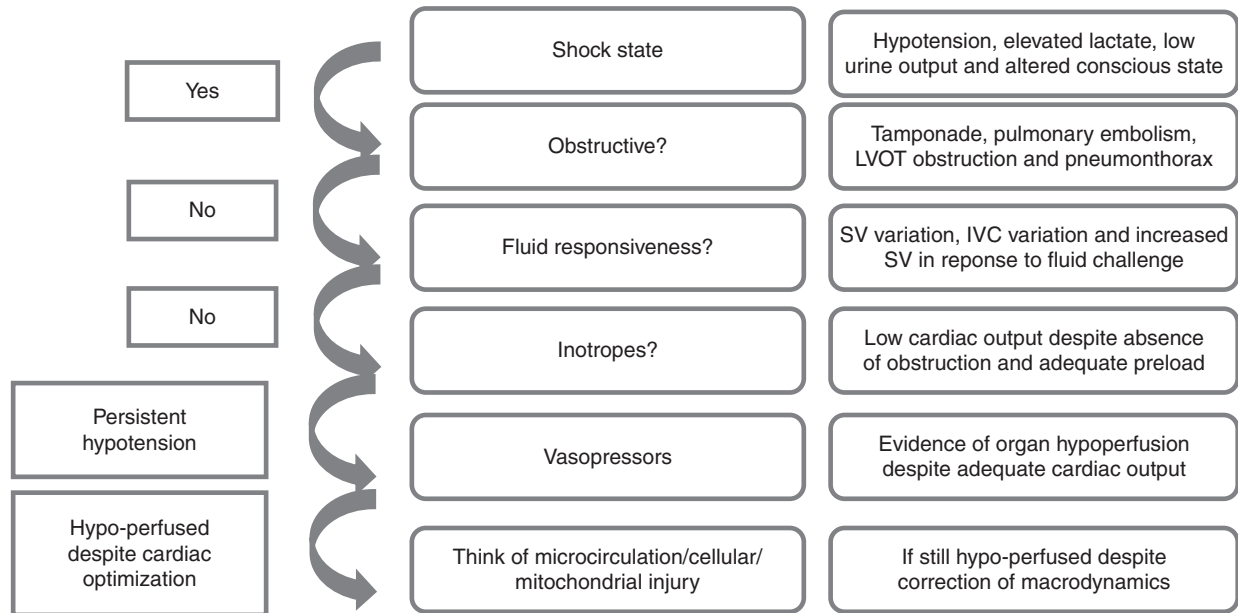 Shock state
Hypotension, elevated lactate, low
urine output and altered conscious state
Yes
Obstructive?
Tamponade, pulmonary embolism,
LVOT obstruction and pneumonthorax
No
Fluid responsiveness?
SV variation, IVC variation and increased
SV in reponse to fluid challenge
No
Inotropes?
Low cardiac output despite absence
of obstruction and adequate preload
Persistent
hypotension
Vasopressors
Evidence of organ hypoperfusion
despite adequate cardiac output
Hypo-perfused
despite cardiac
optimization
Think of microcirculation/cellular/
mitochondrial injury
If still hypo-perfused despite
correction of macrodynamics